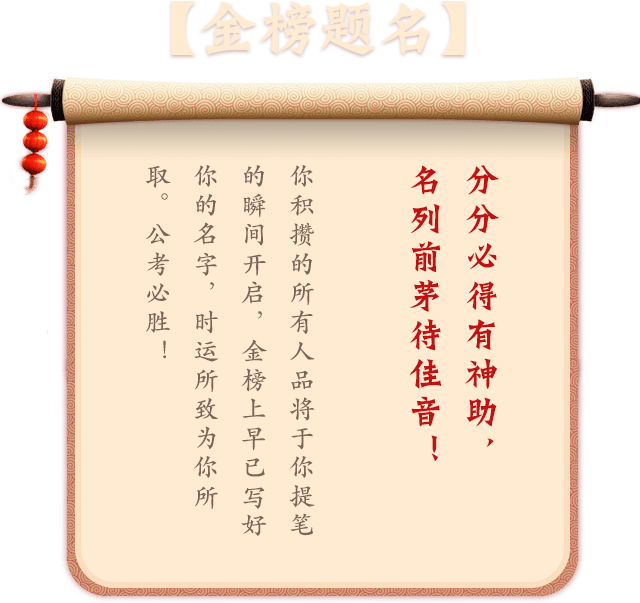 【金榜题名】
分分必得有神助，
名列前茅待佳音！
你积攒的所有人品将于你提笔
的瞬间开启，金榜上早已写好
你的名字，时运所致为你所
取。公考必胜！